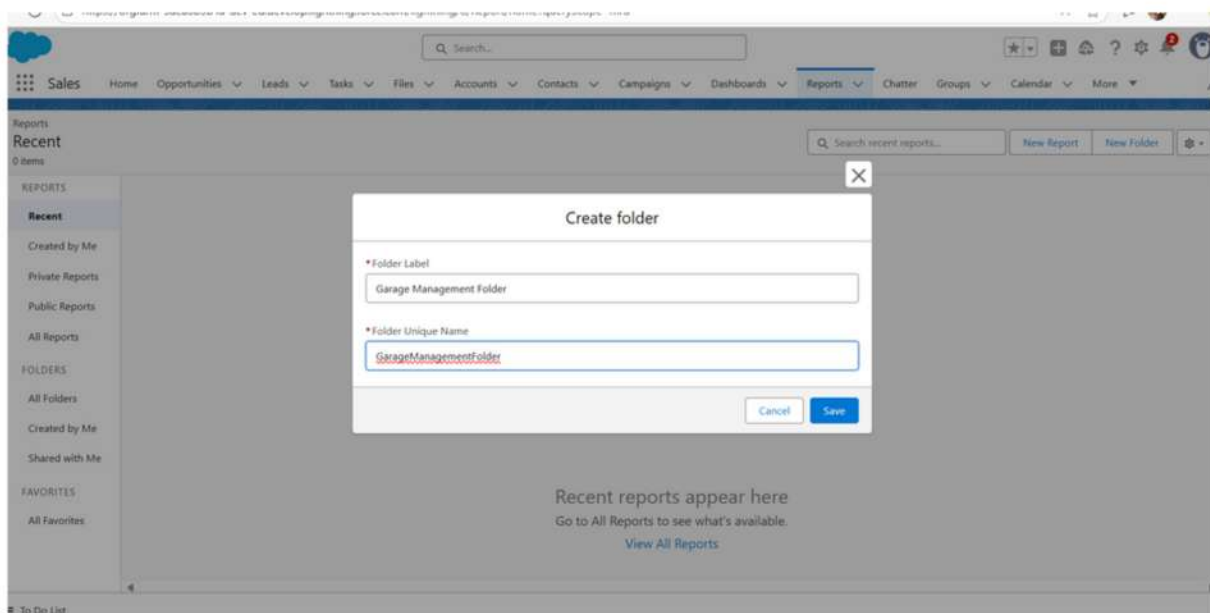 Search...
Sales Home Opportunities Leads Tasks Files Accounts Contacts Campaigns Dashboards Reports Chatter Groups Calendar More
Reports
Recent
0 items
Search recent reports...
New Report New Folder
REPORTS
Recent
Created by Me
Private Reports
Public Reports
All Reports
FOLDERS
All Folders
Created by Me
Shared with Me
FAVORITES
All Favorites
Create folder
*Folder Label
Garage Management Folder
*Folder Unique Name
GarageManagementFolder
Cancel Save
Recent reports appear here
Go to All Reports to see what's available.
View All Reports
To Do List